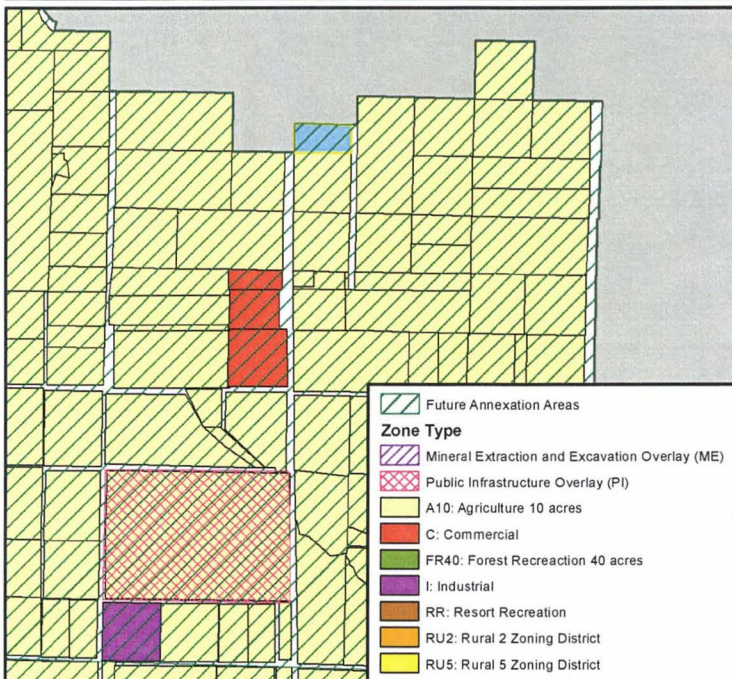 Future Annexation Areas
Zone Type
Mineral Extraction and Excavation Overlay (ME)
Public Infrastructure Overlay (PI)
A10: Agriculture 10 acres
C: Commercial
FR40: Forest Recreaction 40 acres
I: Industrial
RR: Resort Recreation
RU2: Rural 2 Zoning District
RU5: Rural 5 Zoning District